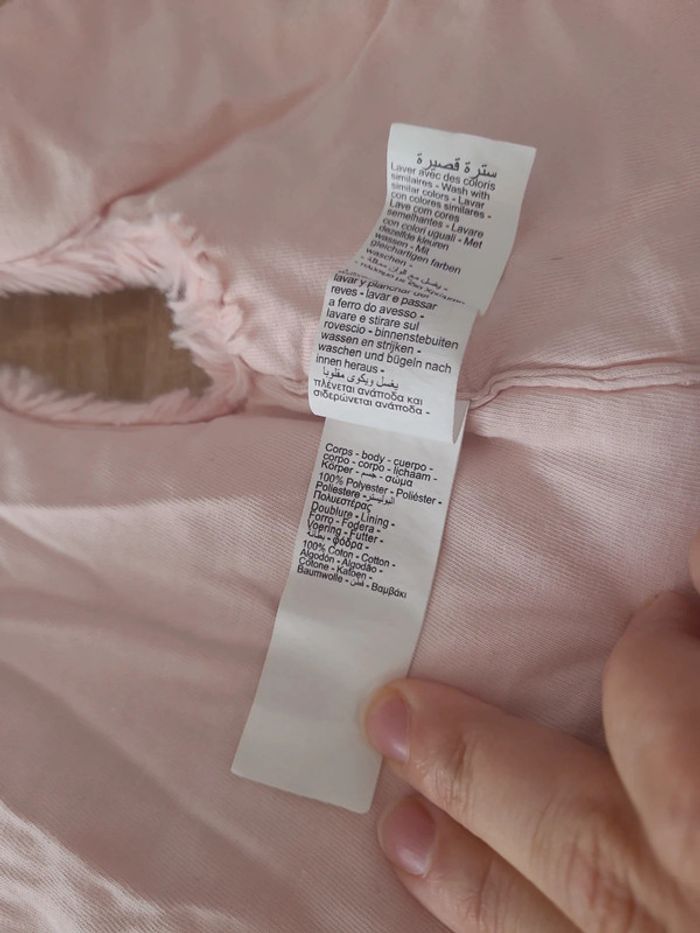 سترة قصيرة
Laver avec des coloris
similaires - Wash with
similar colors - Lavar
con colores similares -
Lave com cores
semelhantes - Lavare
con colori uguali - Met
dezelfde kleuren
wassen - Mit
gleichartigen farben
waschen -
lavar y planchar del
reves - lavar e passar
a ferro do avesso -
lavare e stirare sul
rovescio - binnenstebuiten
wassen en strijken -
waschen und bügeln nach
innen heraus -
يغسل ويكوى مقلوبا
πλένεται ανάποδα και
σιδερώνεται ανάποδα -
Corps - body - cuerpo -
corpo - corpo - lichaam -
Körper - جسم - σώμα
100% Polyester - Poliéster -
Poliestere - البوليستر
Πολυεστέρας
Doublure - Lining -
Forro - Fodera -
Voering - Futter -
بطانة - φόδρα -
100% Coton - Cotton -
Algodón - Algodão -
Cotone - Katoen -
Baumwolle - قطن - Βαμβάκι